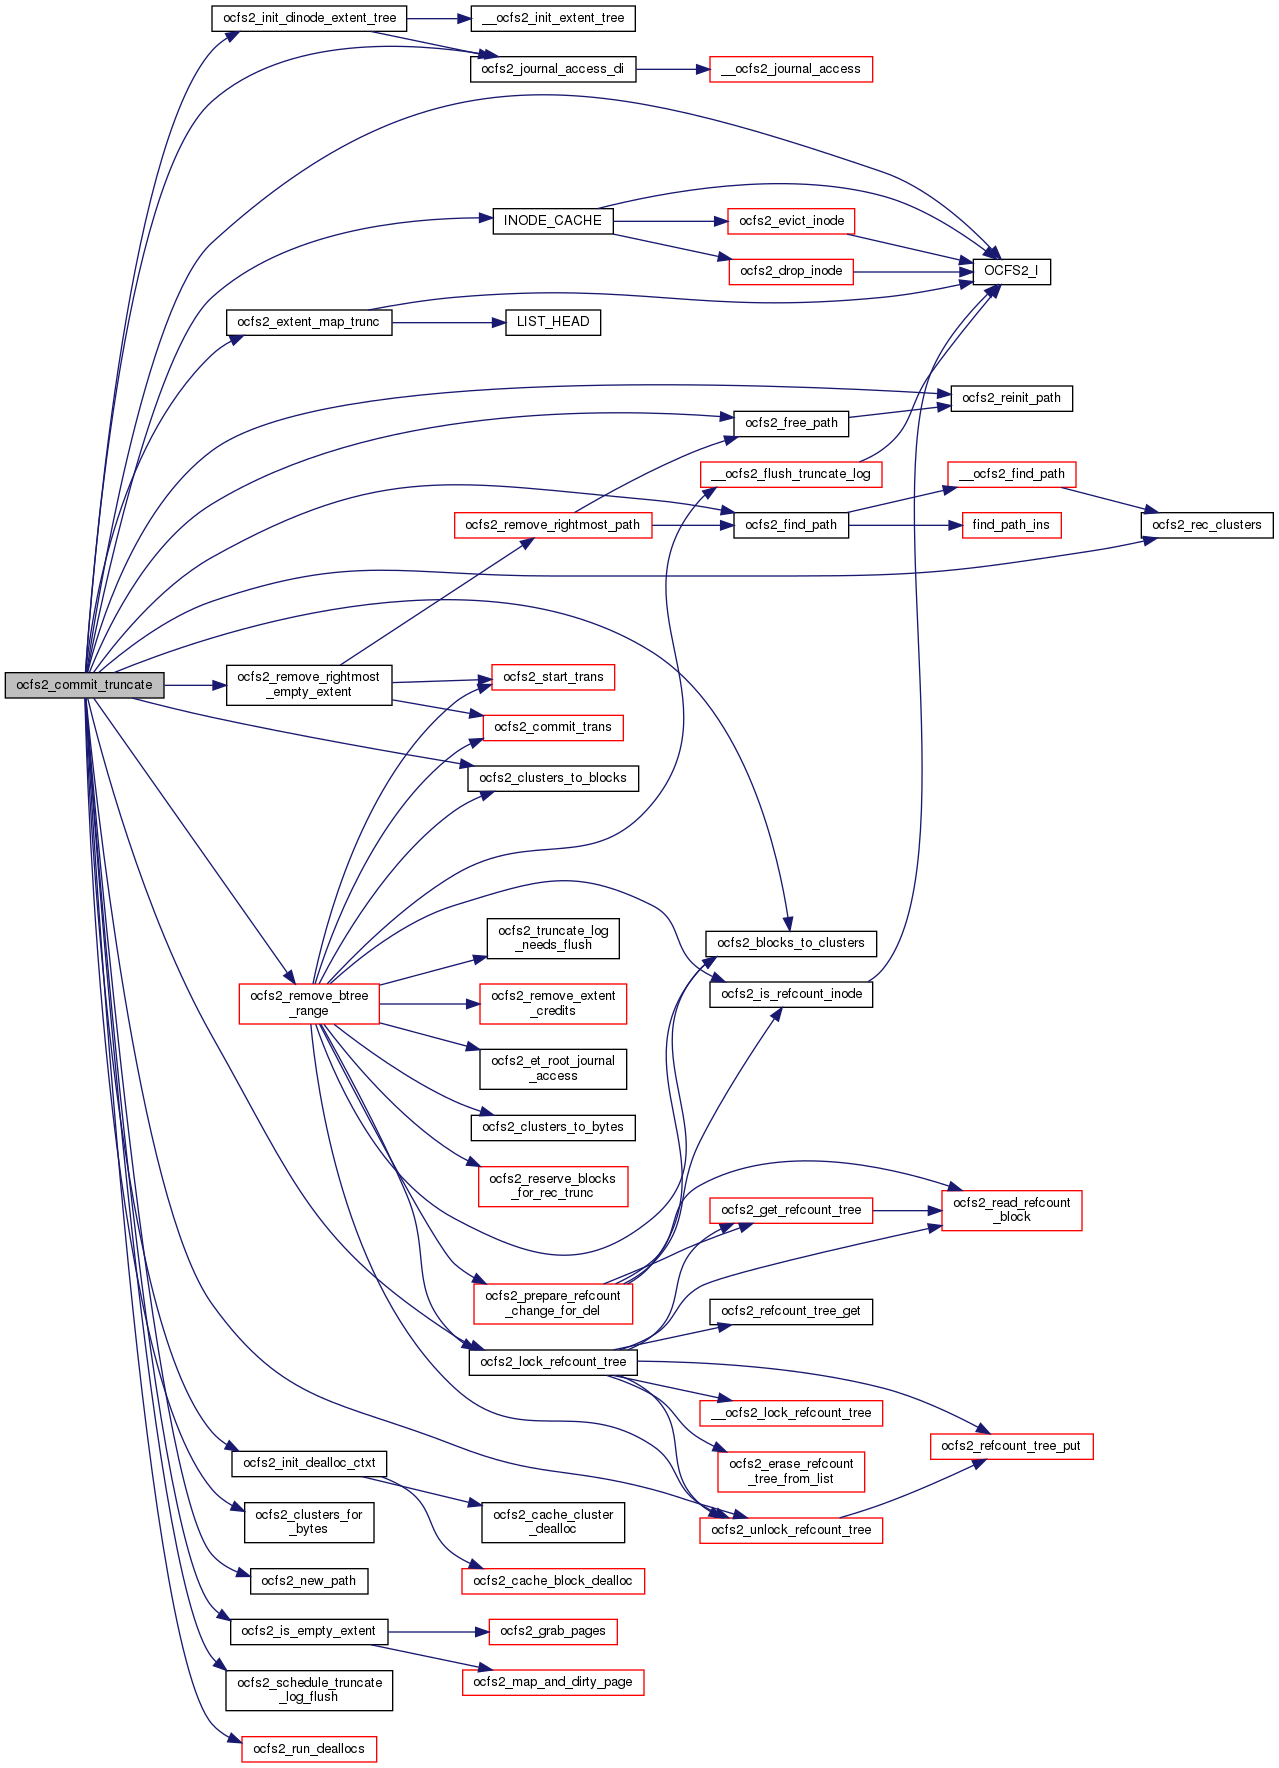 ocfs2_init_dinode_extent_tree
__ocfs2_init_extent_tree
ocfs2_journal_access_di
__ocfs2_journal_access
INODE_CACHE
ocfs2_evict_inode
ocfs2_drop_inode
OCFS2_I
ocfs2_extent_map_trunc
LIST_HEAD
ocfs2_reinit_path
ocfs2_free_path
__ocfs2_flush_truncate_log
__ocfs2_find_path
ocfs2_remove_rightmost_path
ocfs2_find_path
find_path_ins
ocfs2_rec_clusters
ocfs2_commit_truncate
ocfs2_remove_rightmost
_empty_extent
ocfs2_start_trans
ocfs2_commit_trans
ocfs2_clusters_to_blocks
ocfs2_truncate_log
_needs_flush
ocfs2_blocks_to_clusters
ocfs2_remove_btree
_range
ocfs2_remove_extent
_credits
ocfs2_is_refcount_inode
ocfs2_et_root_journal
_access
ocfs2_clusters_to_bytes
ocfs2_reserve_blocks
_for_rec_trunc
ocfs2_get_refcount_tree
ocfs2_read_refcount
_block
ocfs2_prepare_refcount
_change_for_del
ocfs2_refcount_tree_get
ocfs2_lock_refcount_tree
__ocfs2_lock_refcount_tree
ocfs2_refcount_tree_put
ocfs2_init_dealloc_ctxt
ocfs2_erase_refcount
_tree_from_list
ocfs2_clusters_for
_bytes
ocfs2_cache_cluster
_dealloc
ocfs2_unlock_refcount_tree
ocfs2_new_path
ocfs2_cache_block_dealloc
ocfs2_is_empty_extent
ocfs2_grab_pages
ocfs2_schedule_truncate
_log_flush
ocfs2_map_and_dirty_page
ocfs2_run_deallocs